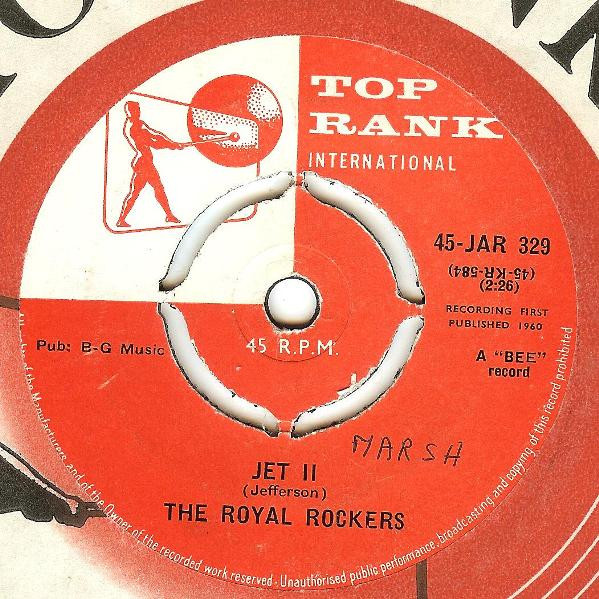 TOP
RANK
INTERNATIONAL
45-JAR 329
(45-KR-584)
(2:26)
RECORDING FIRST
PUBLISHED 1960
Pub: B-G Music
45 R.P.M.
A "BEE"
record
MARSH
JET II
(Jefferson)
THE ROYAL ROCKERS
of the Manufacturers and of the Owner of the recorded work reserved · Unauthorised public performance, broadcasting and copying of this record prohibited